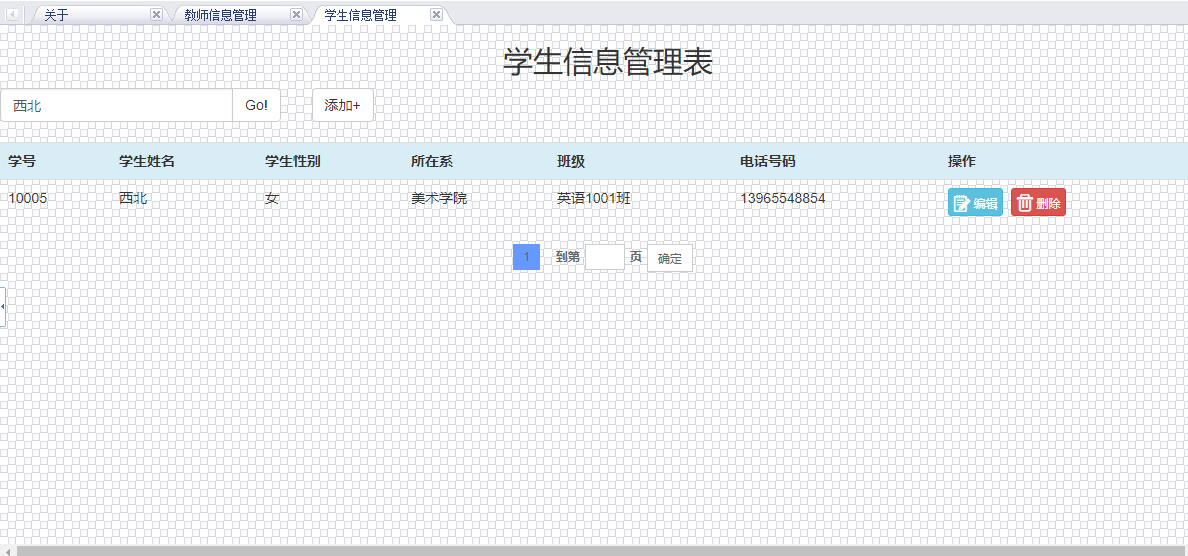 关于 教师信息管理 学生信息管理
学生信息管理表
西北 Go! 添加+
学号 学生姓名 学生性别 所在系 班级 电话号码 操作
10005 西北 女 美术学院 英语1001班 13965548854 编辑 删除
1 到第 页 确定